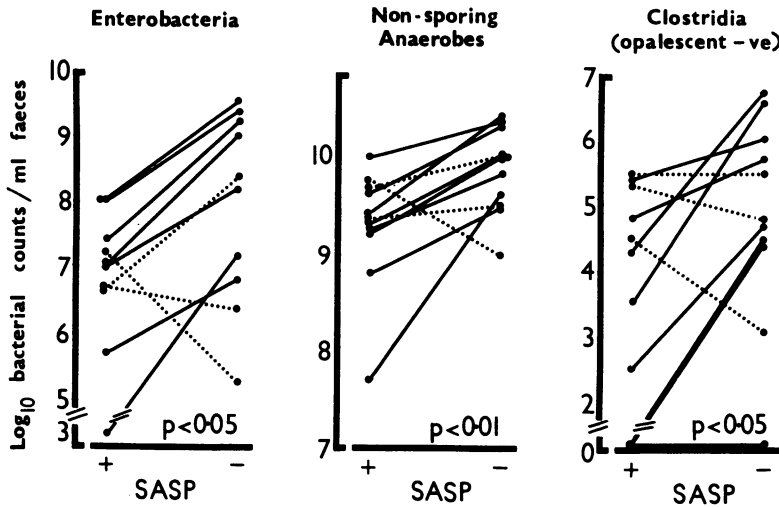 Enterobacteria
Non-sporing
Anaerobes
Clostridia
(opalescent -ve)
Log10 bacterial counts / ml faeces
10
9
8
7
6
5
3
p<0·05
+ −
SASP
10
9
8
7
p<0·01
+ −
SASP
7
6
5
4
3
2
0
p<0·05
+ −
SASP